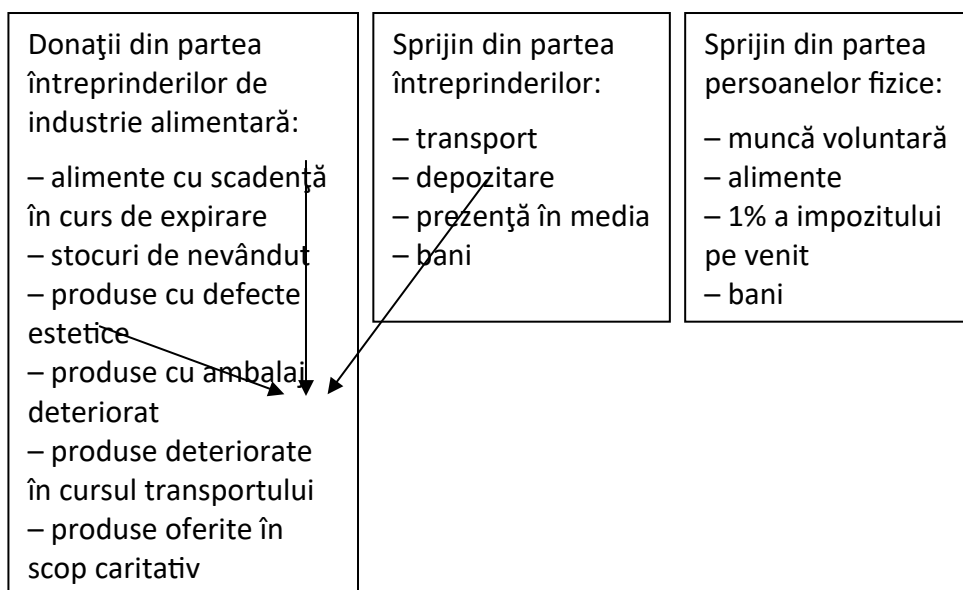 Donaţii din partea
întreprinderilor de
industrie alimentară:
– alimente cu scadenţă
în curs de expirare
– stocuri de nevândut
– produse cu defecte
estetice
– produse cu ambalaj
deteriorat
– produse deteriorate
în cursul transportului
– produse oferite în
scop caritativ
Sprijin din partea
întreprinderilor:
– transport
– depozitare
– prezenţă în media
– bani
Sprijin din partea
persoanelor fizice:
– muncă voluntară
– alimente
– 1% a impozitului
pe venit
– bani